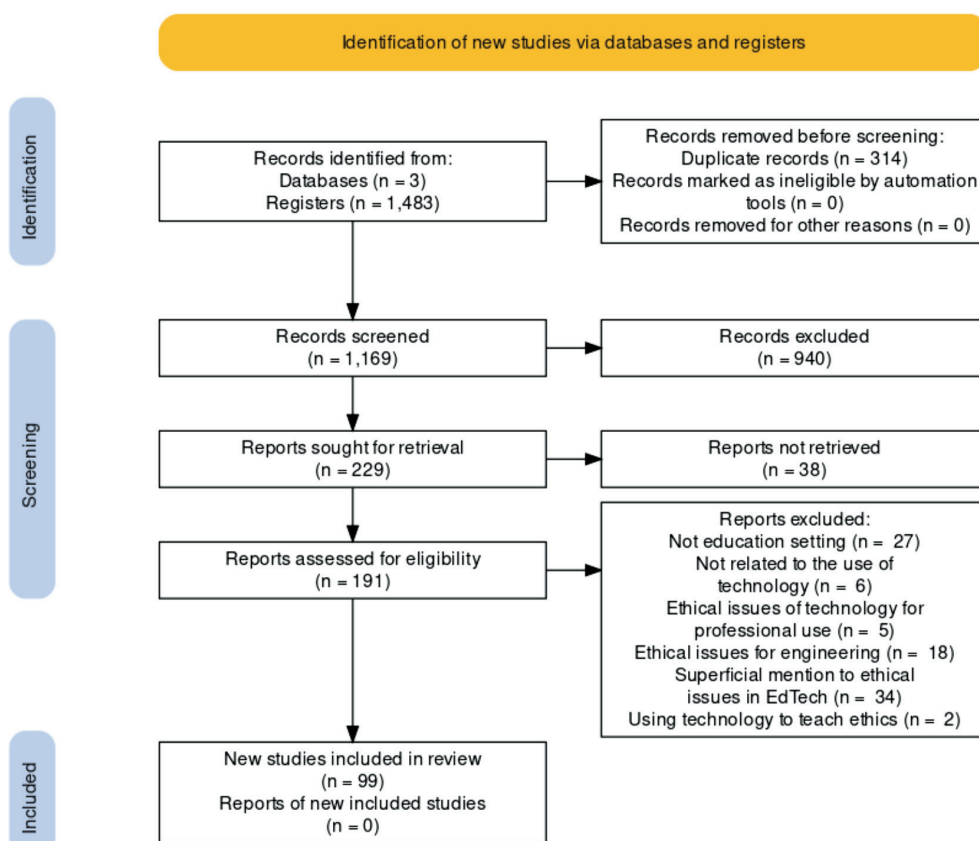 Identification of new studies via databases and registers
Identification
Records identified from:
Databases (n = 3)
Registers (n = 1,483)
Records removed before screening:
Duplicate records (n = 314)
Records marked as ineligible by automation
tools (n = 0)
Records removed for other reasons (n = 0)
Screening
Records screened
(n = 1,169)
Records excluded
(n = 940)
Reports sought for retrieval
(n = 229)
Reports not retrieved
(n = 38)
Reports assessed for eligibility
(n = 191)
Reports excluded:
Not education setting (n = 27)
Not related to the use of
technology (n = 6)
Ethical issues of technology for
professional use (n = 5)
Ethical issues for engineering (n = 18)
Superficial mention to ethical
issues in EdTech (n = 34)
Using technology to teach ethics (n = 2)
Included
New studies included in review
(n = 99)
Reports of new included studies
(n = 0)